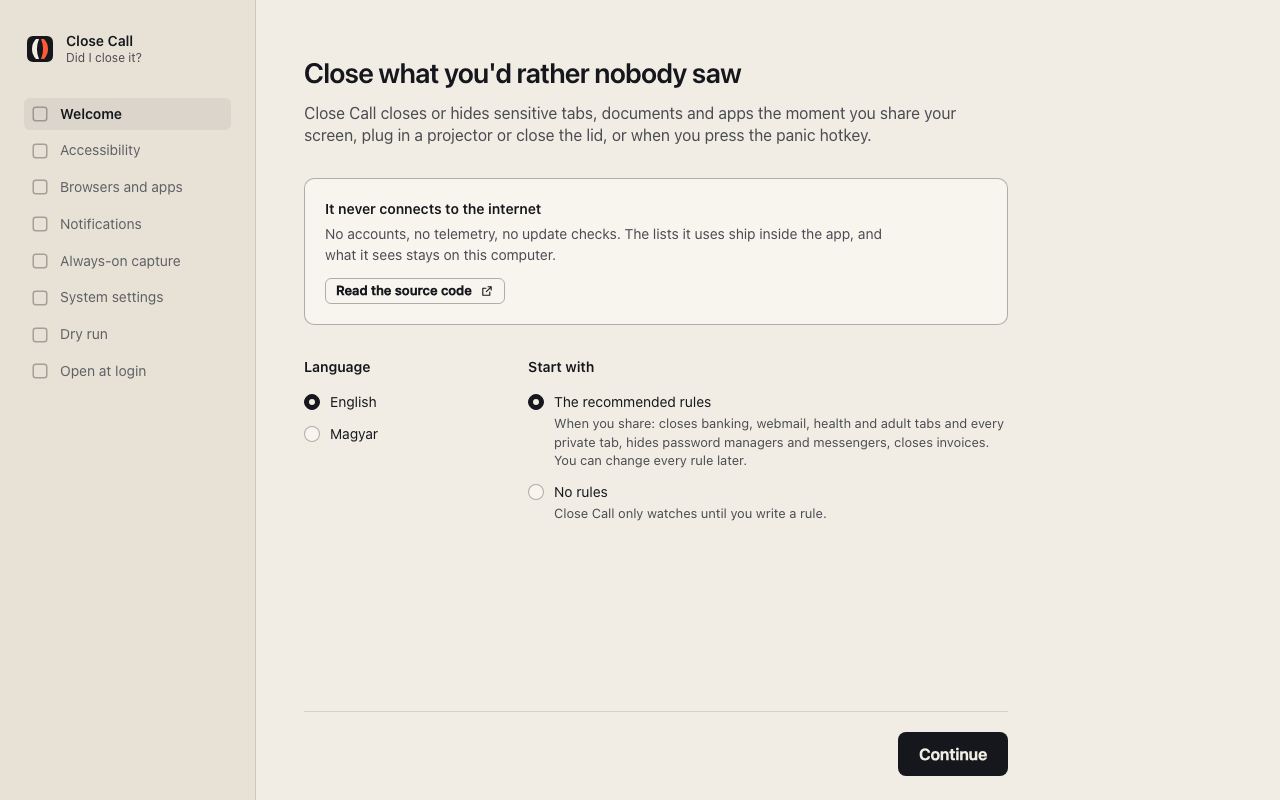 Close Call
Did I close it?
Welcome
Accessibility
Browsers and apps
Notifications
Always-on capture
System settings
Dry run
Open at login
Close what you'd rather nobody saw
Close Call closes or hides sensitive tabs, documents and apps the moment you share your
screen, plug in a projector or close the lid, or when you press the panic hotkey.
It never connects to the internet
No accounts, no telemetry, no update checks. The lists it uses ship inside the app, and
what it sees stays on this computer.
Read the source code
Language
English
Magyar
Start with
The recommended rules
When you share: closes banking, webmail, health and adult tabs and every
private tab, hides password managers and messengers, closes invoices.
You can change every rule later.
No rules
Close Call only watches until you write a rule.
Continue